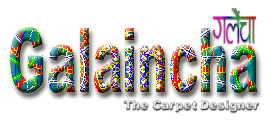 गलैंचा
Galaincha
The Carpet Designer